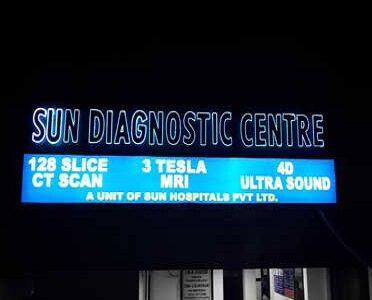 SUN DIAGNOSTIC CENTRE
128 SLICE 3 TESLA 4D
CT SCAN MRI ULTRA SOUND
A UNIT OF SUN HOSPITALS PVT LTD.